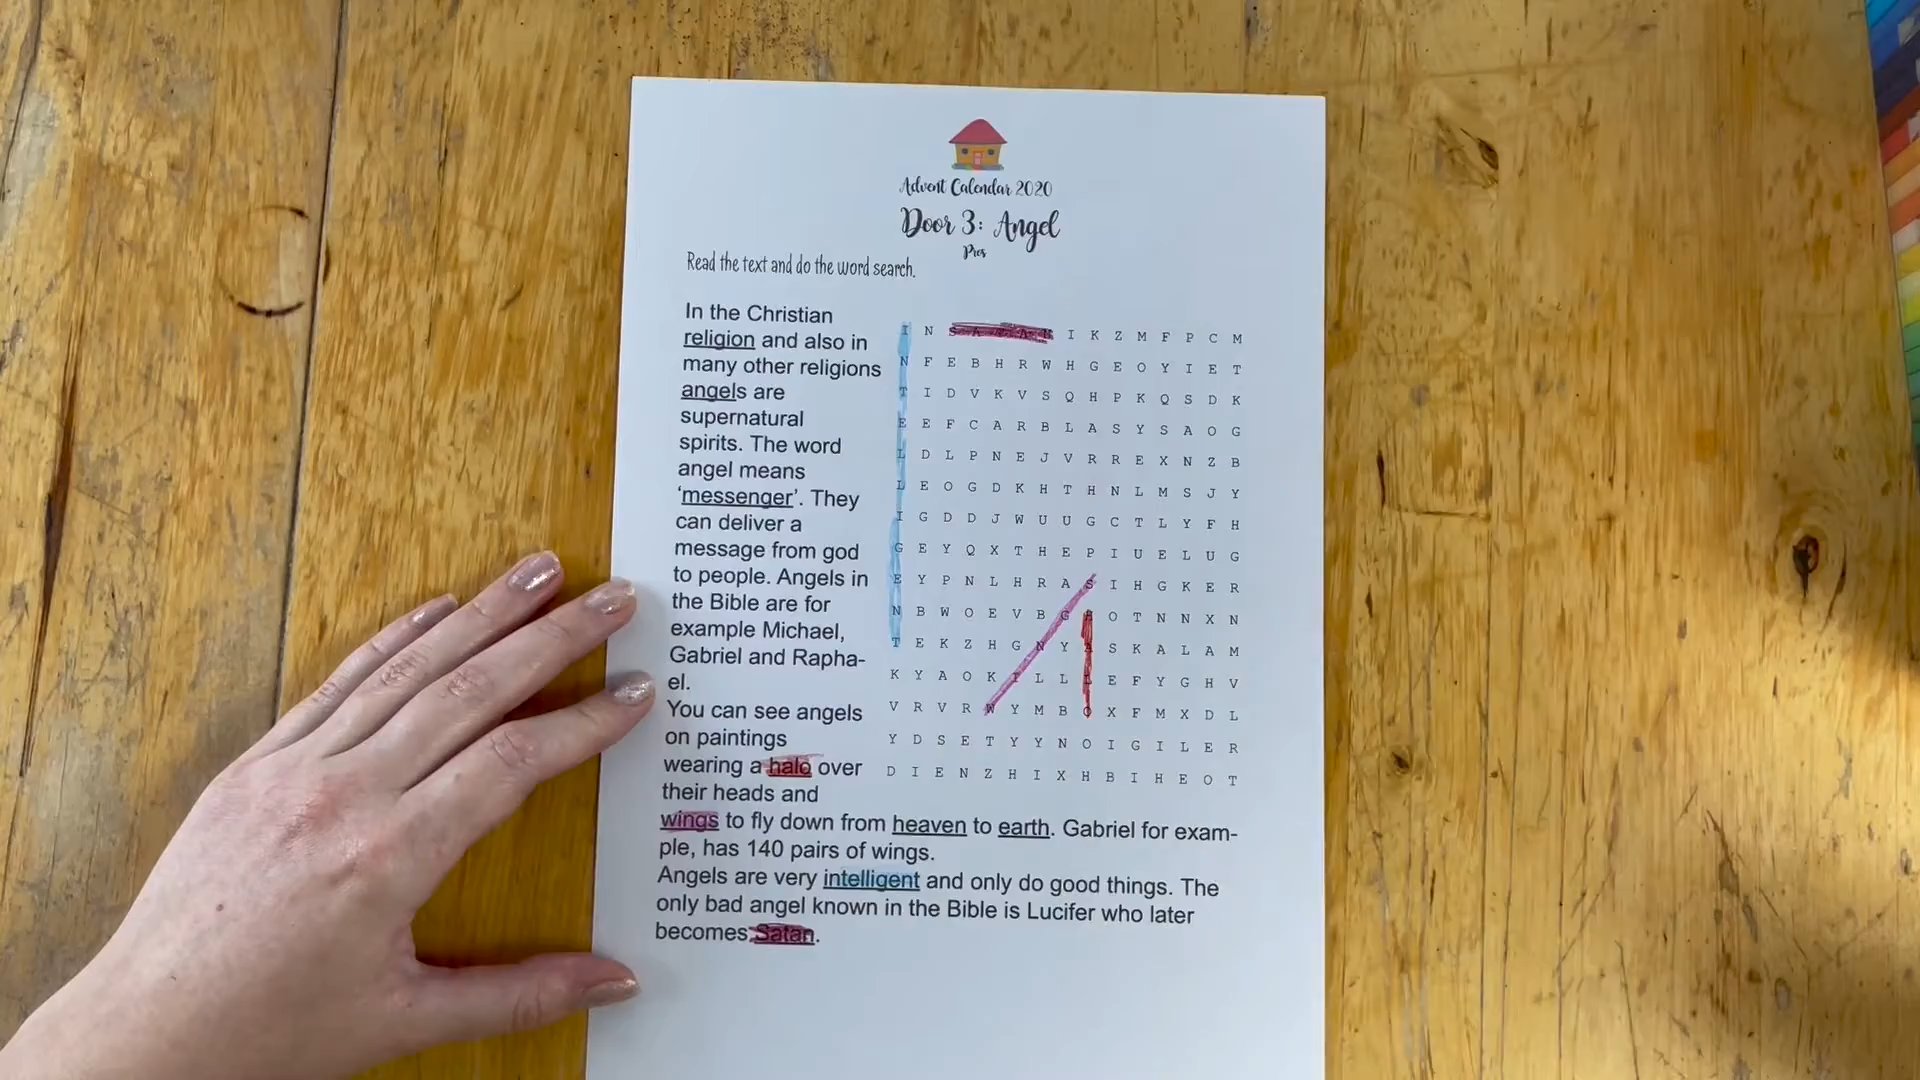 Advent Calendar 2020
Door 3: Angel
Pros
Read the text and do the word search.
In the Christian
religion and also in
many other religions
angels are
supernatural
spirits. The word
angel means
‘messenger’. They
can deliver a
message from god
to people. Angels in
the Bible are for
example Michael,
Gabriel and Rapha-
el.
You can see angels
on paintings
wearing a halo over
their heads and
wings to fly down from heaven to earth. Gabriel for exam-
ple, has 140 pairs of wings.
Angels are very intelligent and only do good things. The
only bad angel known in the Bible is Lucifer who later
becomes Satan.
I N S A T A N I K Z M F P C M
N F E B H R W H G E O Y I E T
T I D V K V S Q H P K Q S D K
E E F C A R B L A S Y S A O G
L D L P N E J V R R E X N Z B
L E O G D K H T H N L M S J Y
I G D D J W U U G C T L Y F H
G E Y Q X T H E P I U E L U G
E Y P N L H R A S I H G K E R
N B W O E V B G H O T N N X N
T E K Z H G N Y A S K A L A M
K Y A O K I L L L E F Y G H V
V R V R W Y M B O X F M X D L
Y D S E T Y Y N O I G I L E R
D I E N Z H I X H B I H E O T